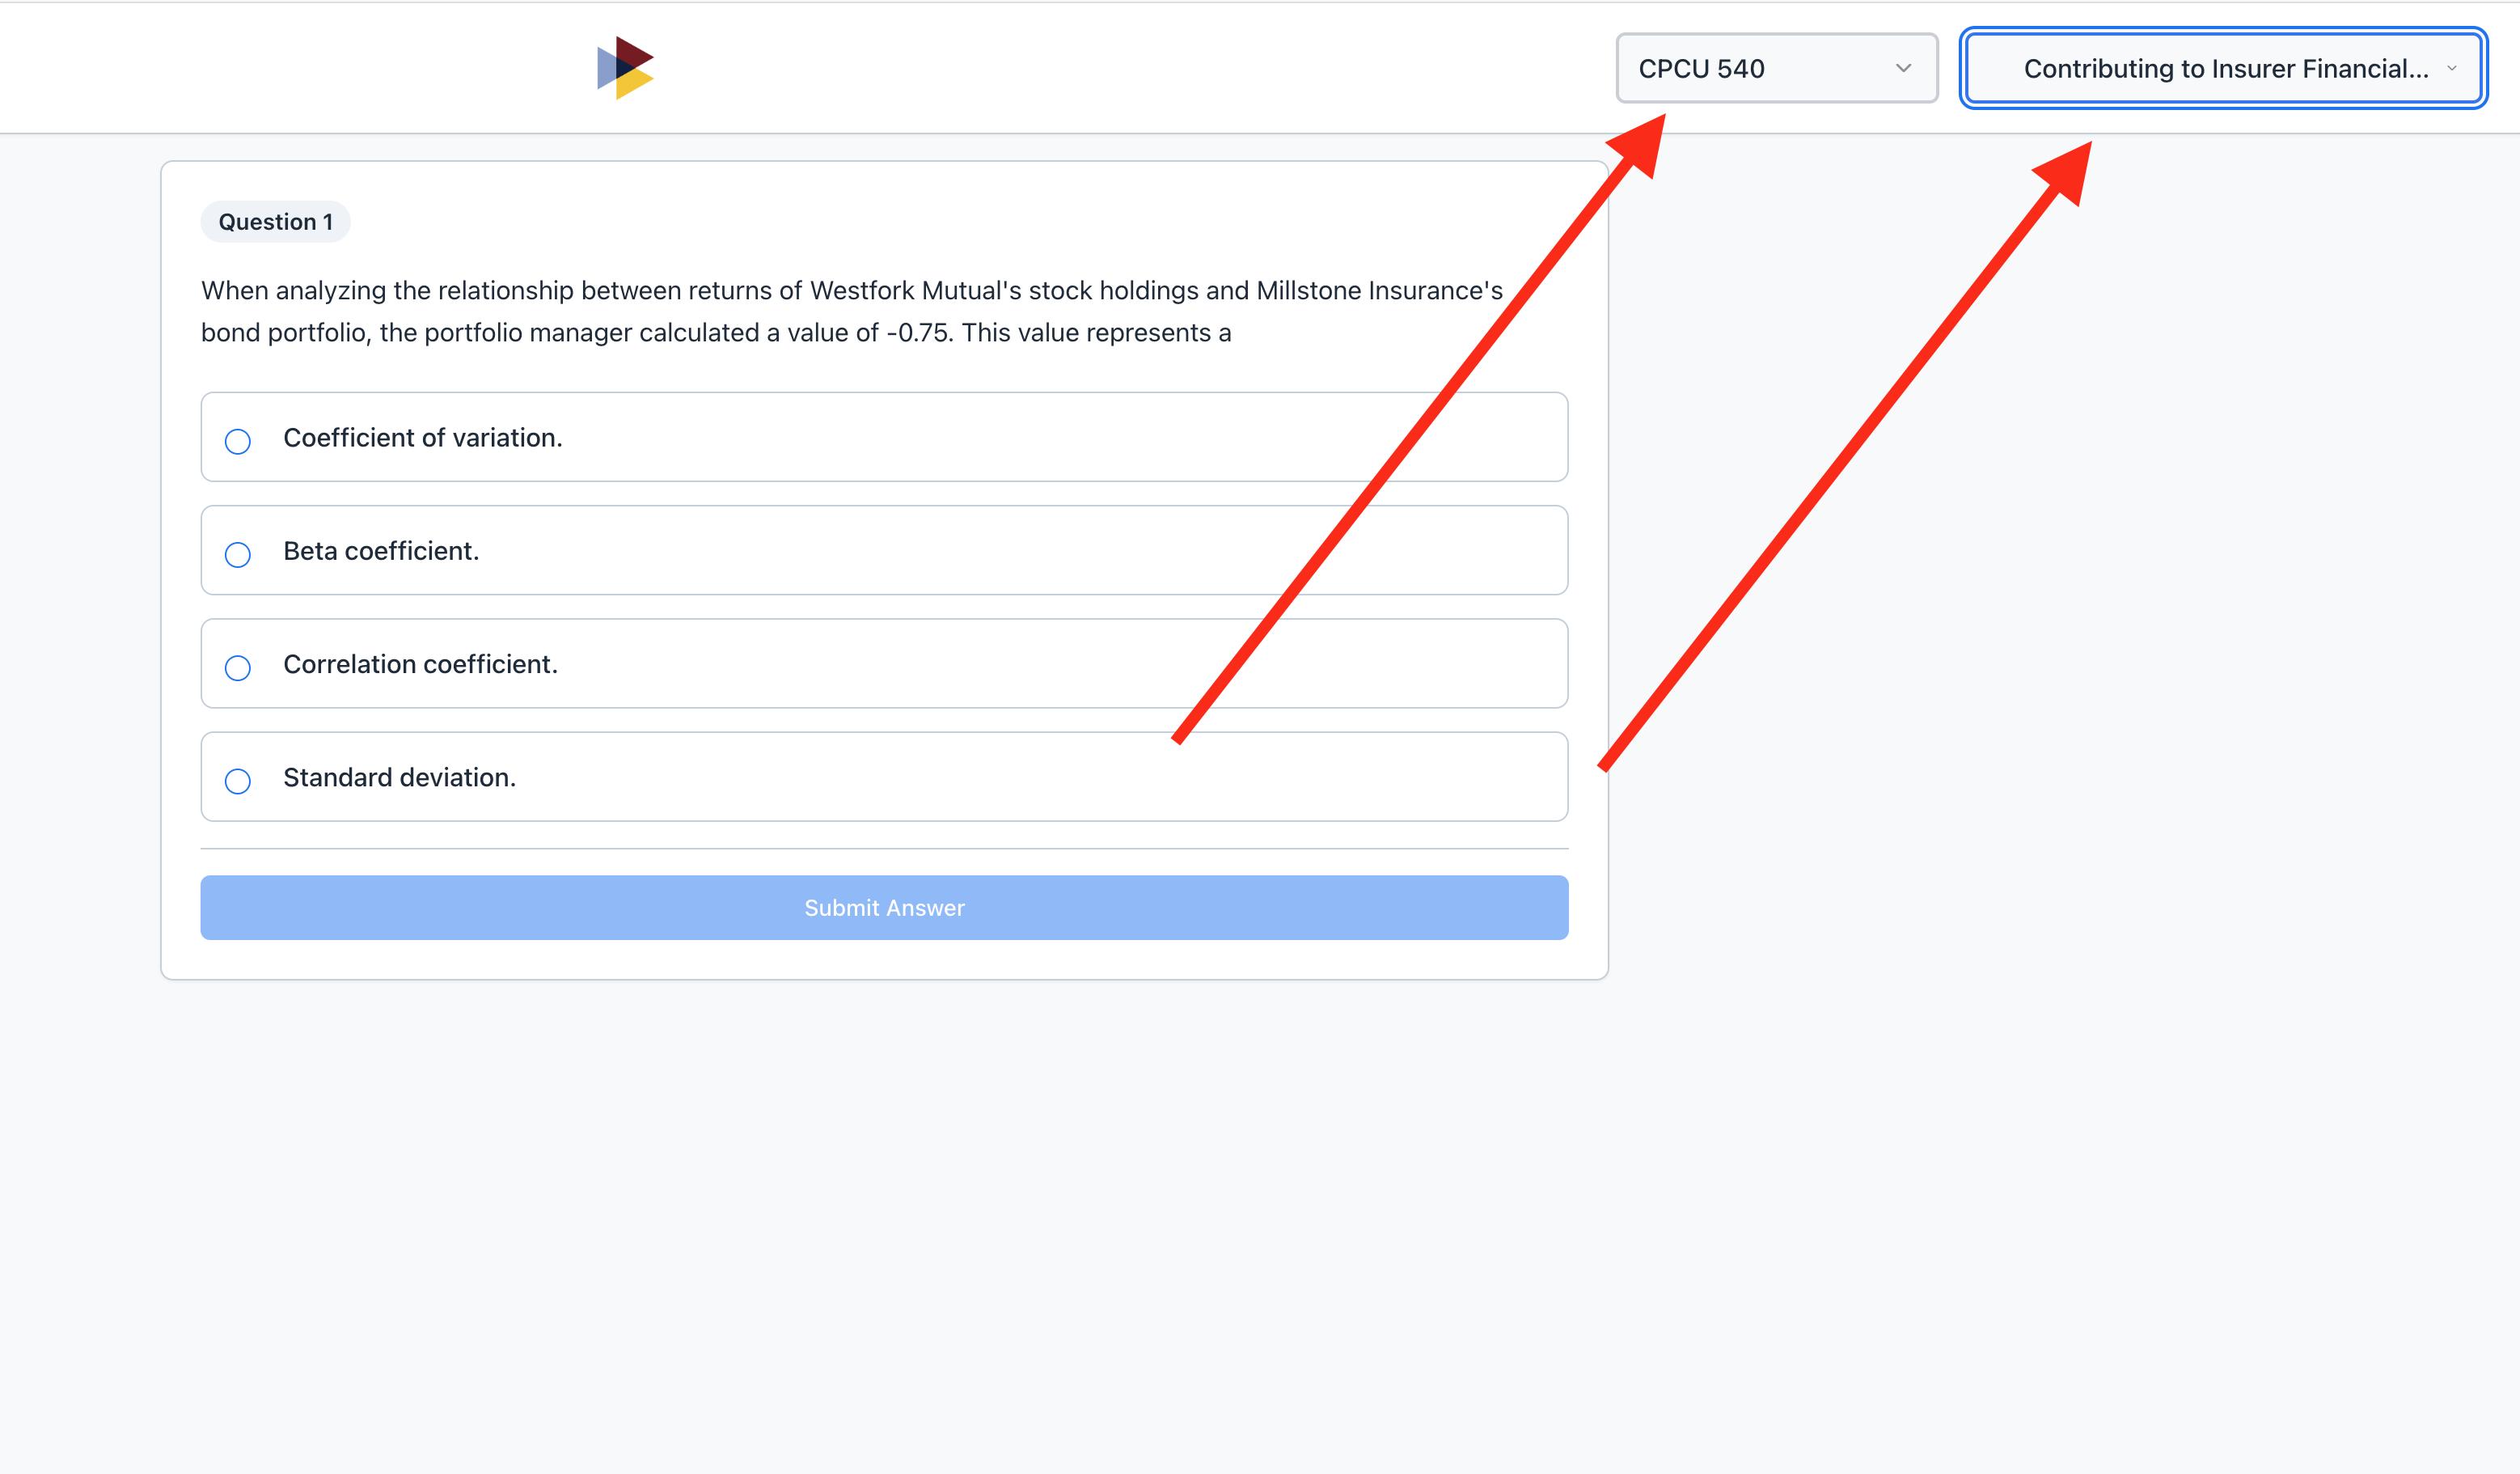 CPCU 540
Contributing to Insurer Financial...
Question 1
When analyzing the relationship between returns of Westfork Mutual's stock holdings and Millstone Insurance's
bond portfolio, the portfolio manager calculated a value of -0.75. This value represents a
Coefficient of variation.
Beta coefficient.
Correlation coefficient.
Standard deviation.
Submit Answer